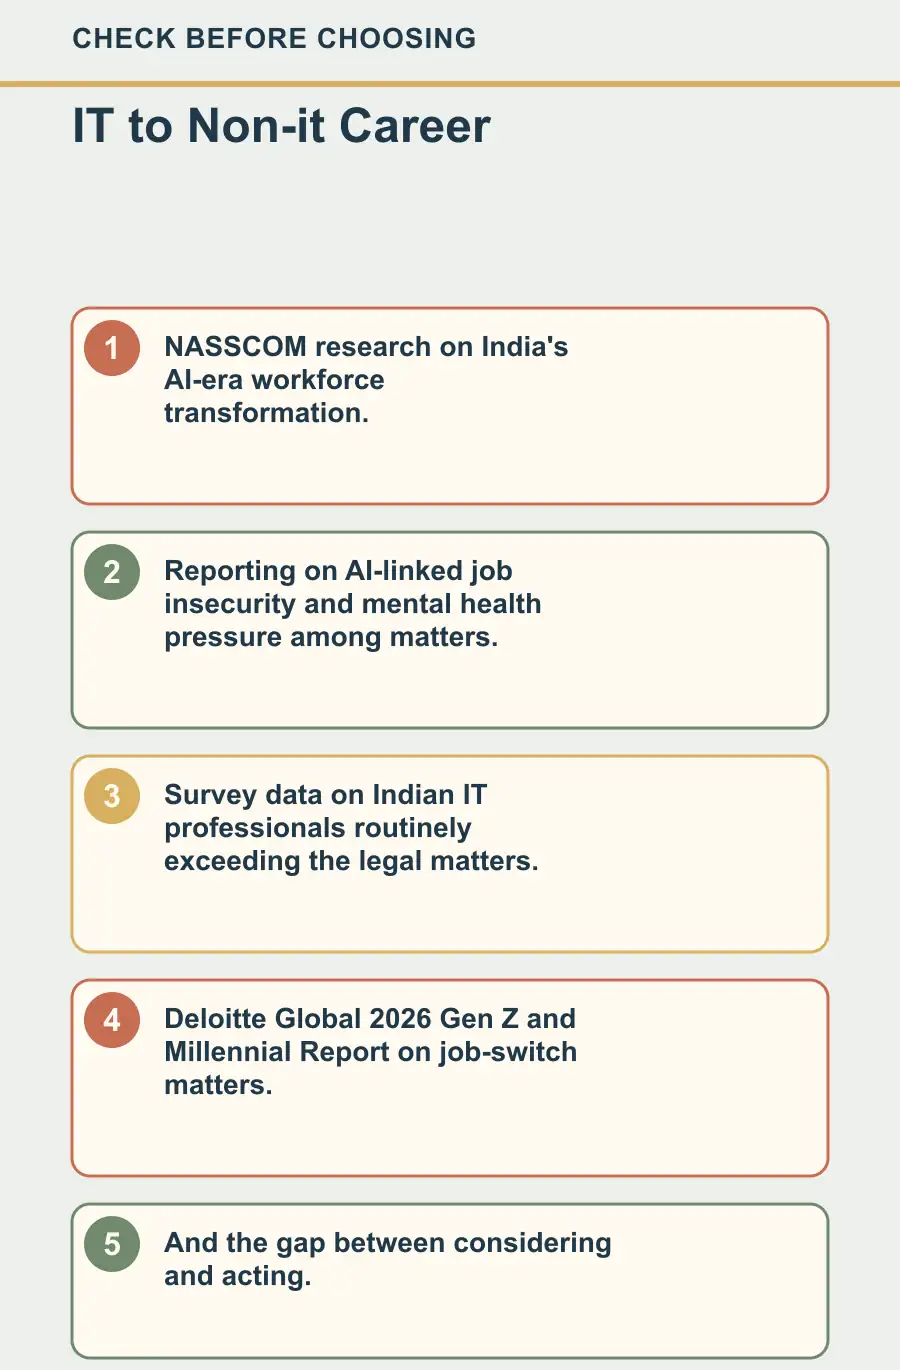 CHECK BEFORE CHOOSING
IT to Non-it Career
1
NASSCOM research on India's
AI-era workforce
transformation.
2
Reporting on AI-linked job
insecurity and mental health
pressure among matters.
3
Survey data on Indian IT
professionals routinely
exceeding the legal matters.
4
Deloitte Global 2026 Gen Z and
Millennial Report on job-switch
matters.
5
And the gap between considering
and acting.